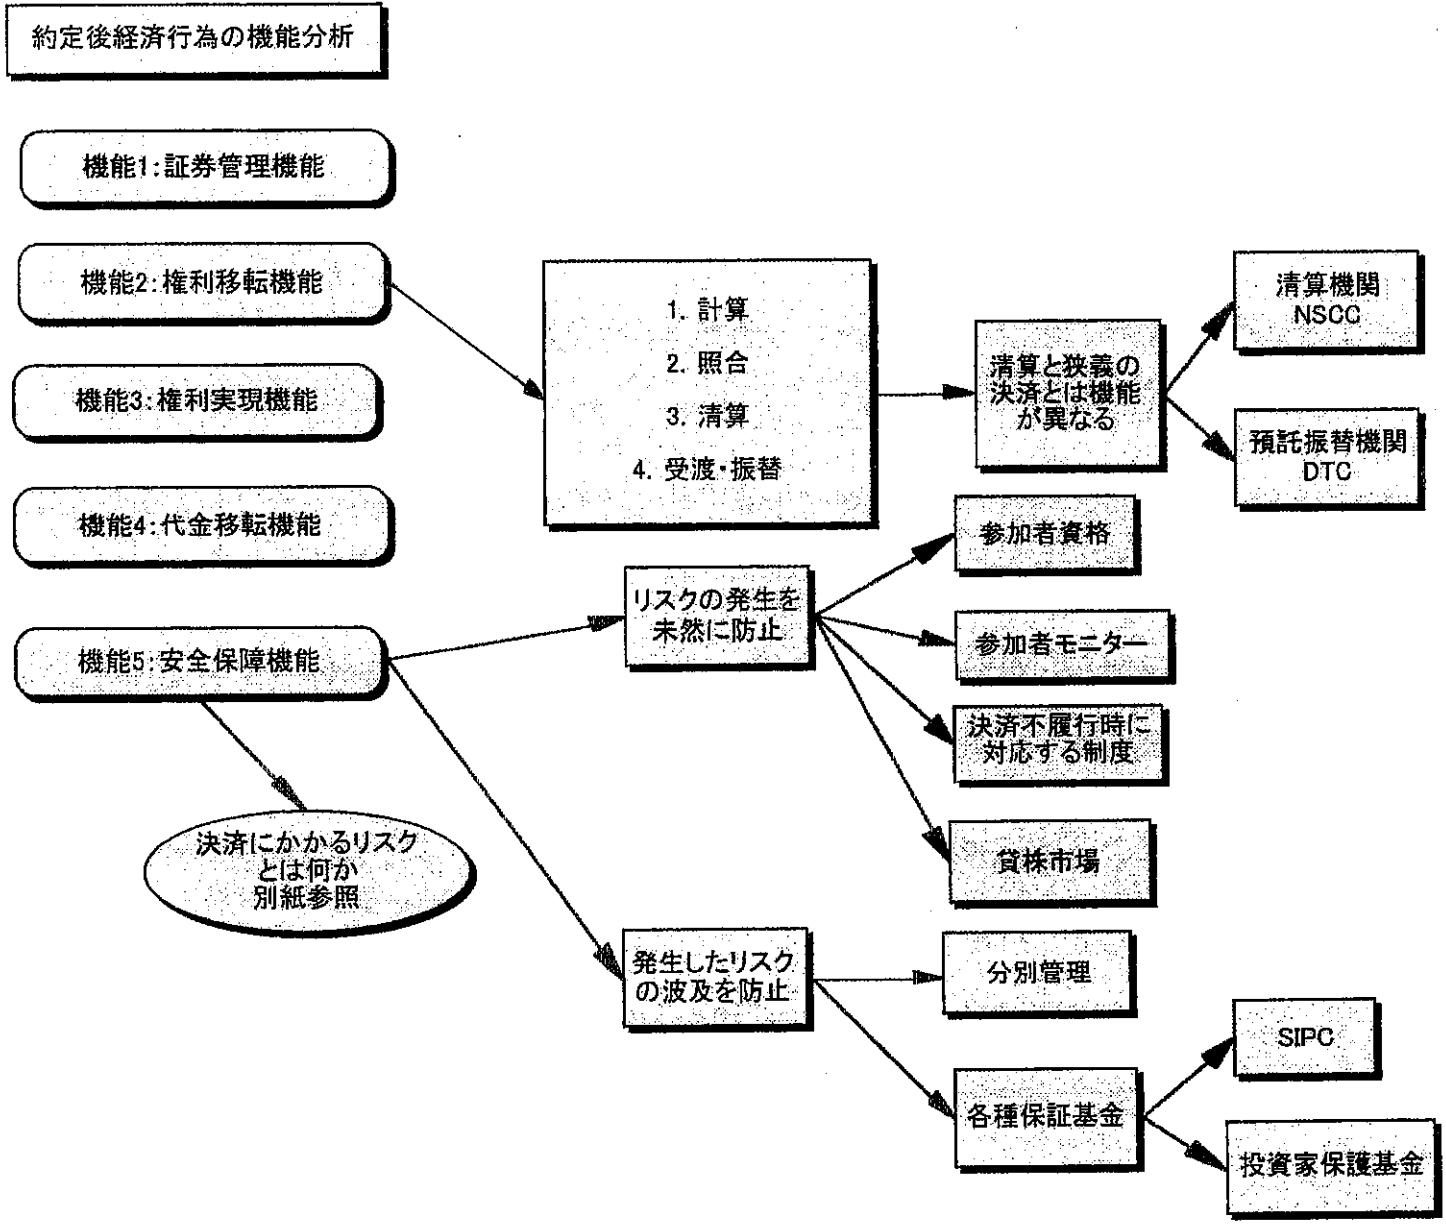 約定後経済行為の機能分析
機能1:証券管理機能
機能2:権利移転機能
機能3:権利実現機能
機能4:代金移転機能
機能5:安全保障機能
決済にかかるリスク
とは何か
別紙参照
1. 計算
2. 照合
3. 清算
4. 受渡・振替
清算と狭義の
決済とは機能
が異なる
清算機関
NSCC
預託振替機関
DTC
リスクの発生を
未然に防止
参加者資格
参加者モニター
決済不履行時に
対応する制度
貸株市場
発生したリスク
の波及を防止
分別管理
各種保証基金
SIPC
投資家保護基金